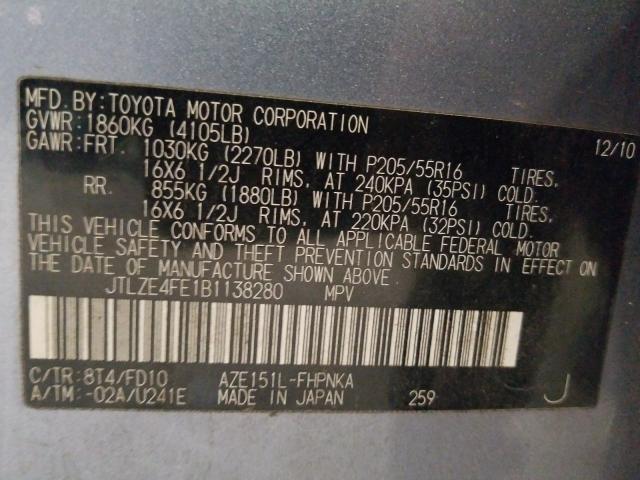 MFD. BY: TOYOTA MOTOR CORPORATION 12/10
GVWR: 1860KG (4105LB)
GAWR: FRT. 1030KG (2270LB) WITH P205/55R16 TIRES,
16X6 1/2J RIMS, AT 240KPA (35PSI) COLD.
RR. 855KG (1880LB) WITH P205/55R16 TIRES,
16X6 1/2J RIMS, AT 220KPA (32PSI) COLD.
THIS VEHICLE CONFORMS TO ALL APPLICABLE FEDERAL MOTOR
VEHICLE SAFETY AND THEFT PREVENTION STANDARDS IN EFFECT ON
THE DATE OF MANUFACTURE SHOWN ABOVE.
JTLZE4FE1B1138280 MPV
C/TR: 8T4/FD10 AZE151L-FHPNKA
A/TM: -02A/U241E MADE IN JAPAN 259 J